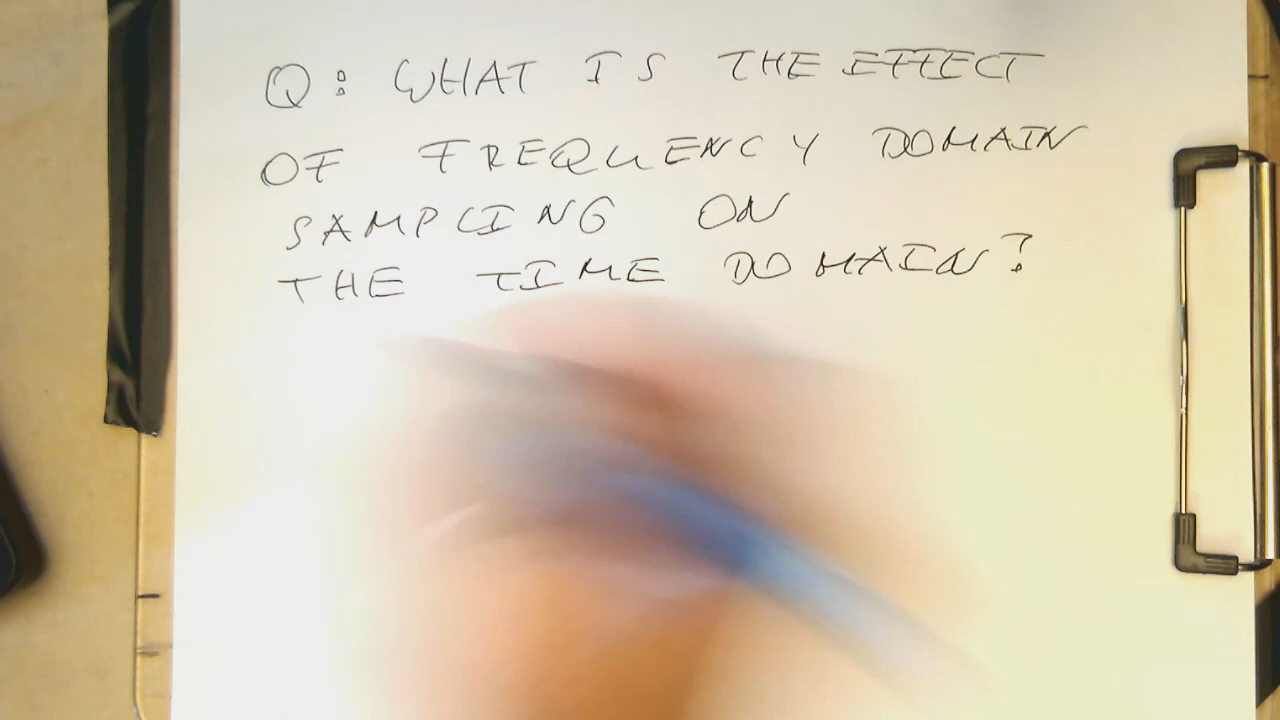 Q: WHAT IS THE EFFECT
OF FREQUENCY DOMAIN
SAMPLING ON
THE TIME DOMAIN?